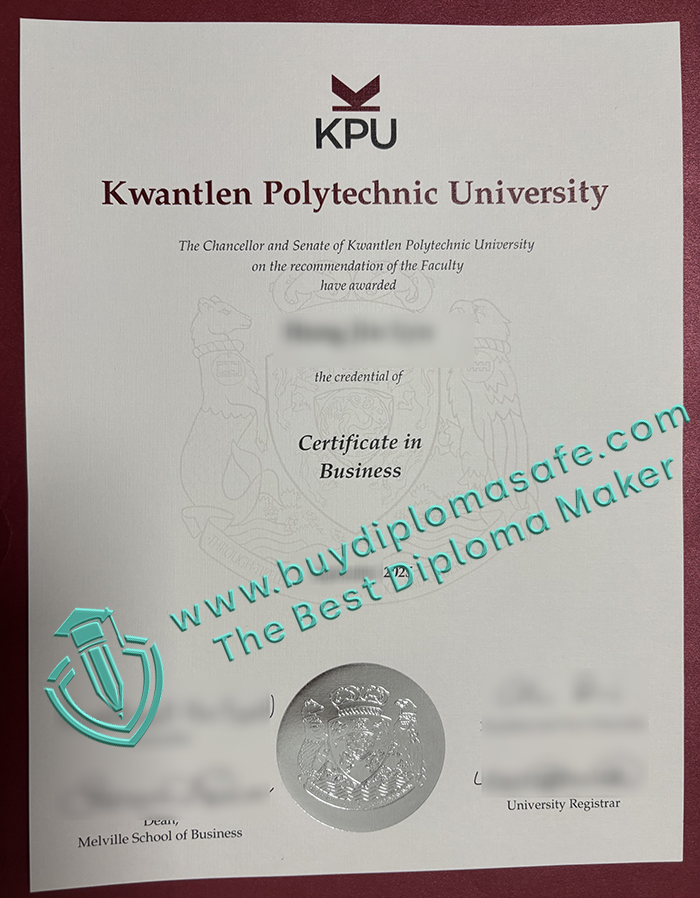 KPU
Kwantlen Polytechnic University
The Chancellor and Senate of Kwantlen Polytechnic University
on the recommendation of the Faculty
have awarded
the credential of
Certificate in
Business
www.buydiplomasafe.com
The Best Diploma Maker
2025
Dean,
Melville School of Business
University Registrar